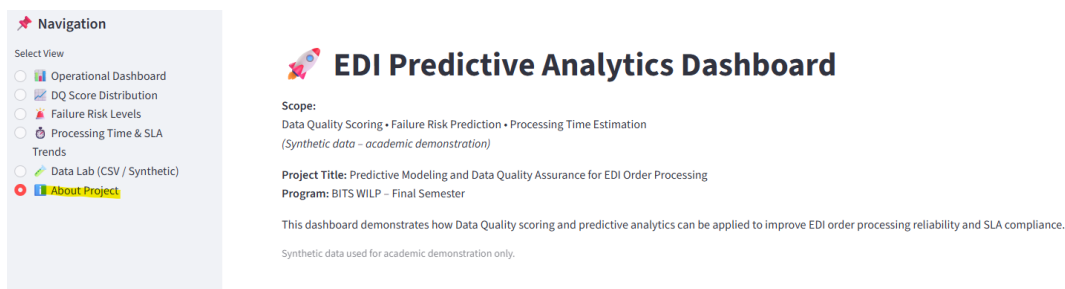 Navigation
Select View
Operational Dashboard
DQ Score Distribution
Failure Risk Levels
Processing Time & SLA
Trends
Data Lab (CSV / Synthetic)
About Project
EDI Predictive Analytics Dashboard
Scope:
Data Quality Scoring • Failure Risk Prediction • Processing Time Estimation
(Synthetic data – academic demonstration)
Project Title: Predictive Modeling and Data Quality Assurance for EDI Order Processing
Program: BITS WILP – Final Semester
This dashboard demonstrates how Data Quality scoring and predictive analytics can be applied to improve EDI order processing reliability and SLA compliance.
Synthetic data used for academic demonstration only.